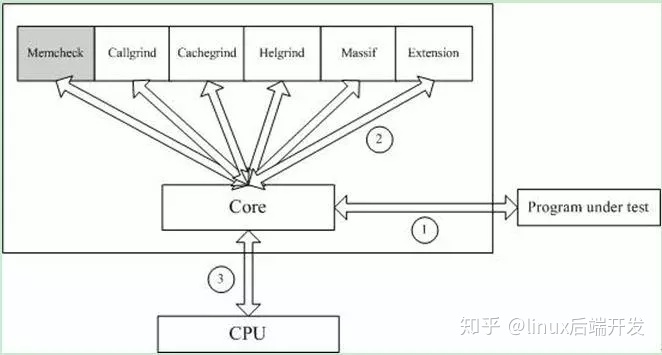 Memcheck Callgrind Cachegrind Helgrind Massif Extension
2
Core
Program under test
1
3
CPU
知乎 @linux后端开发